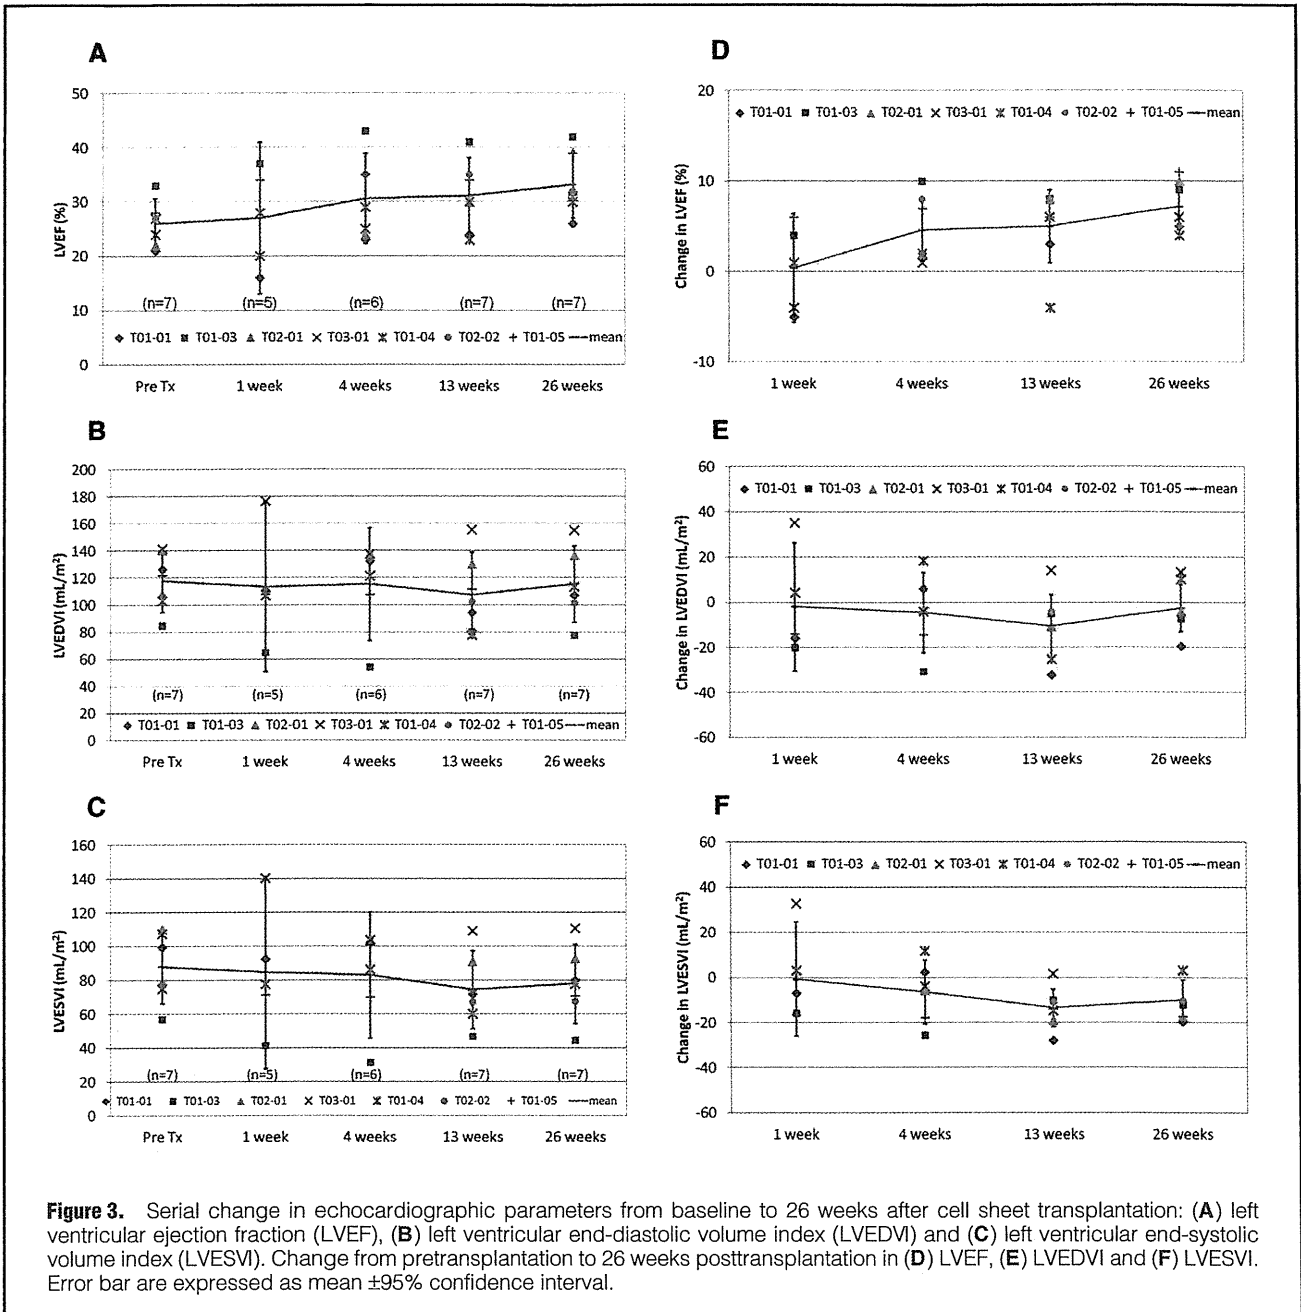 A
50
40
30
20
10
0
LVEF (%)
(n=7) (n=5) (n=6) (n=7) (n=7)
T01-01 T01-03 T02-01 T03-01 T01-04 T02-02 T01-05 mean
Pre Tx 1 week 4 weeks 13 weeks 26 weeks
D
20
10
0
-10
Change in LVEF (%)
T01-01 T01-03 T02-01 T03-01 T01-04 T02-02 T01-05 mean
1 week 4 weeks 13 weeks 26 weeks
B
200
180
160
140
120
100
80
60
40
20
0
LVEDVI (mL/m²)
(n=7) (n=5) (n=6) (n=7) (n=7)
T01-01 T01-03 T02-01 T03-01 T01-04 T02-02 T01-05 mean
Pre Tx 1 week 4 weeks 13 weeks 26 weeks
E
60
40
20
0
-20
-40
-60
Change in LVEDVI (mL/m²)
T01-01 T01-03 T02-01 T03-01 T01-04 T02-02 T01-05 mean
1 week 4 weeks 13 weeks 26 weeks
C
160
140
120
100
80
60
40
20
0
LVESVI (mL/m²)
(n=7) (n=5) (n=6) (n=7) (n=7)
T01-01 T01-03 T02-01 T03-01 T01-04 T02-02 T01-05 mean
Pre Tx 1 week 4 weeks 13 weeks 26 weeks
F
60
40
20
0
-20
-40
-60
Change in LVESVI (mL/m²)
T01-01 T01-03 T02-01 T03-01 T01-04 T02-02 T01-05 mean
1 week 4 weeks 13 weeks 26 weeks
Figure 3. Serial change in echocardiographic parameters from baseline to 26 weeks after cell sheet transplantation: (A) left
ventricular ejection fraction (LVEF), (B) left ventricular end-diastolic volume index (LVEDVI) and (C) left ventricular end-systolic
volume index (LVESVI). Change from pretransplantation to 26 weeks posttransplantation in (D) LVEF, (E) LVEDVI and (F) LVESVI.
Error bar are expressed as mean ±95% confidence interval.